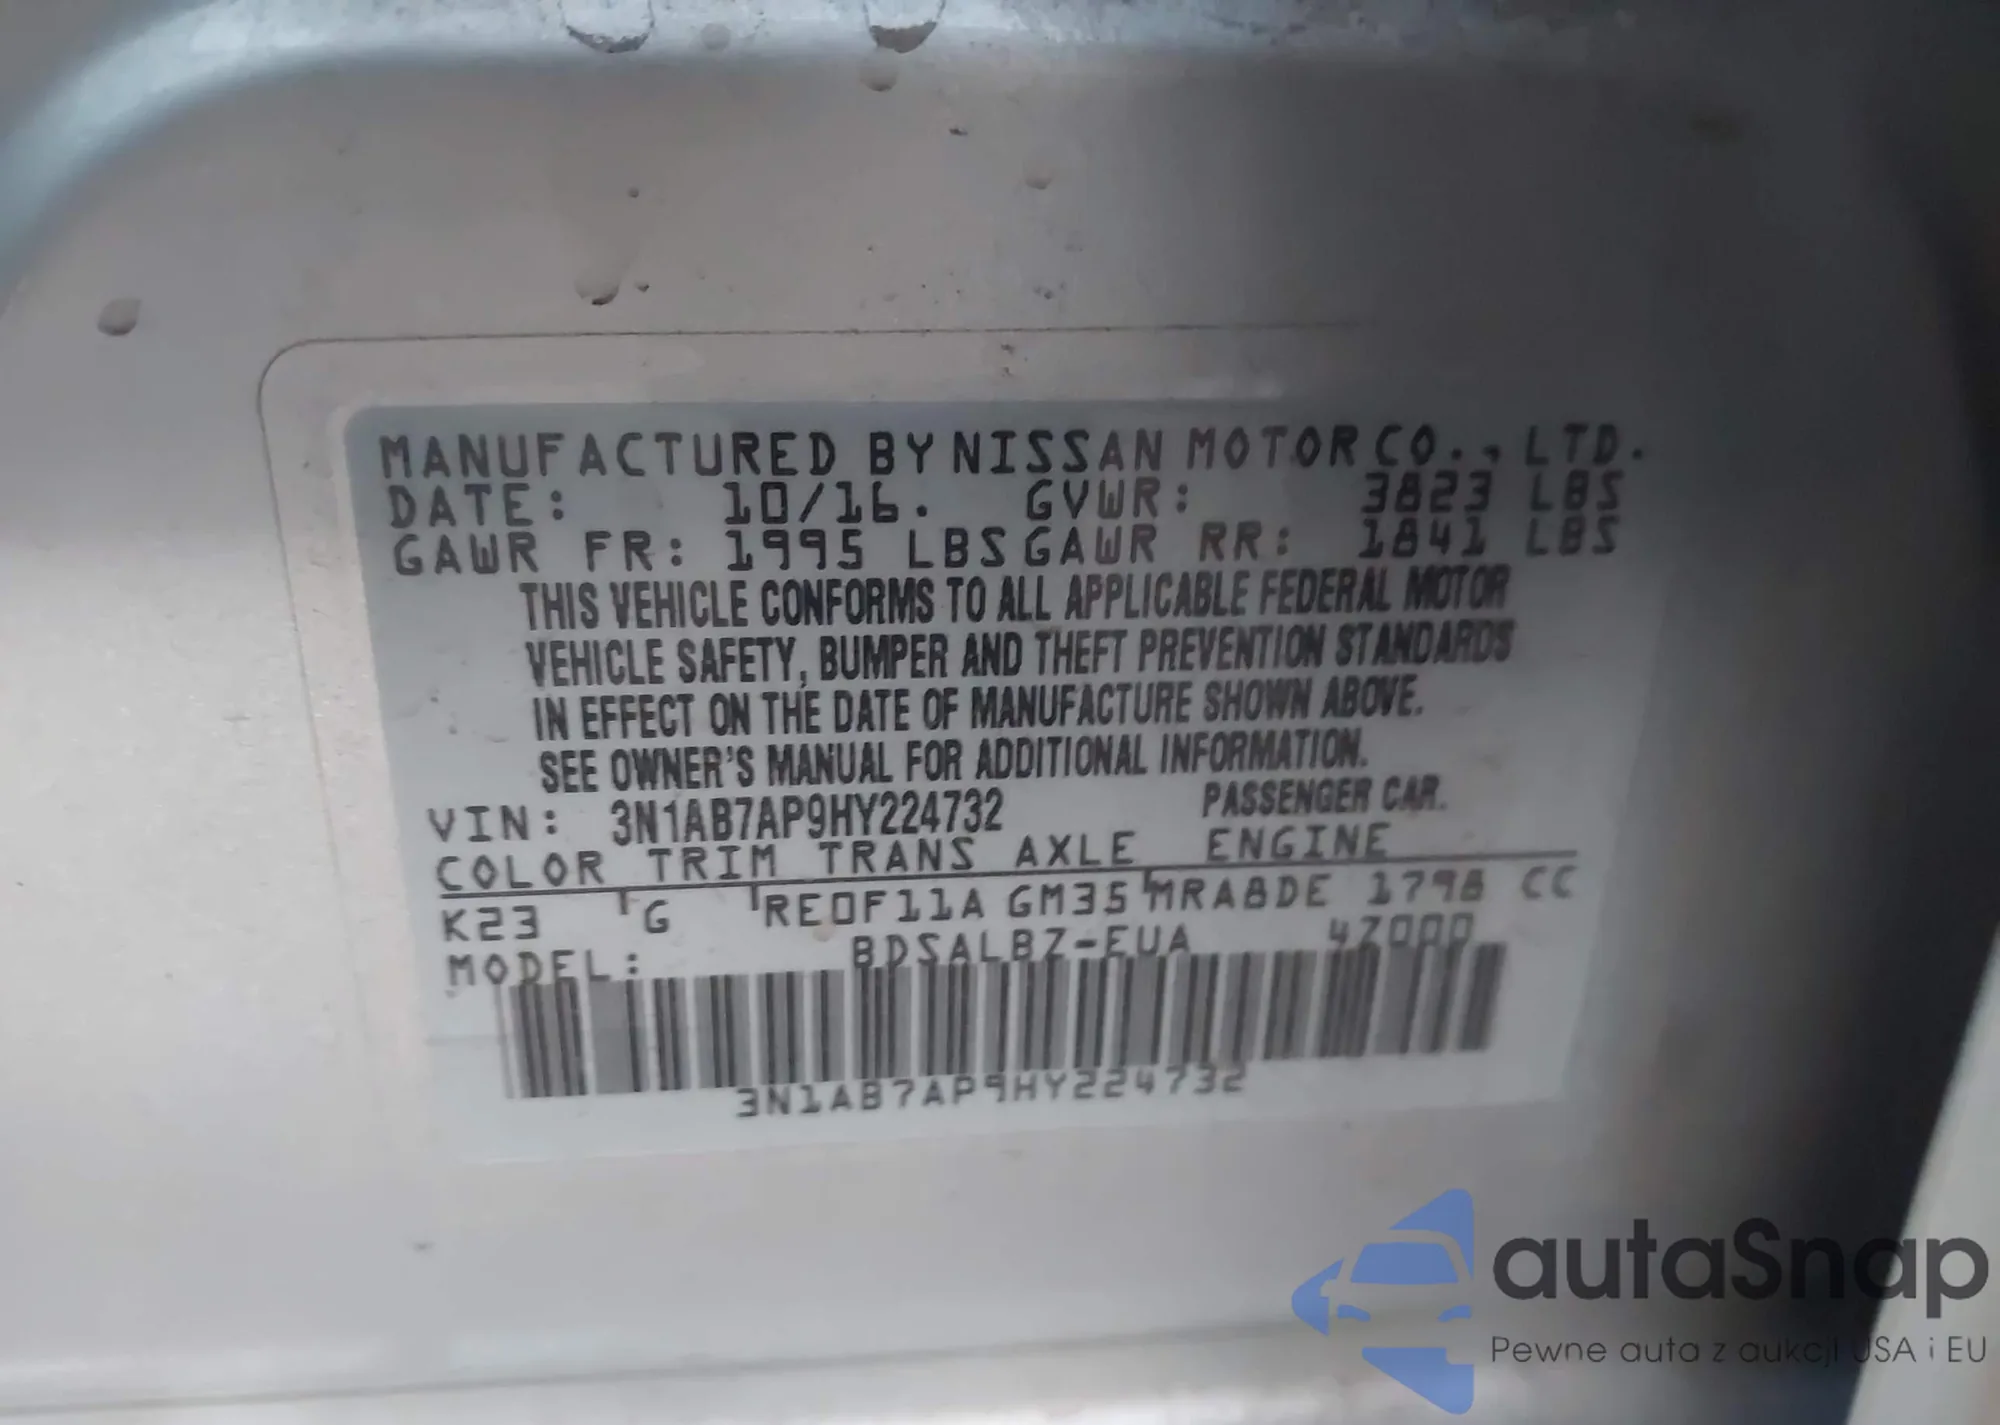 MANUFACTURED BY NISSAN MOTOR CO., LTD.
DATE: 10/16. GVWR: 3823 LBS
GAWR FR: 1995 LBS GAWR RR: 1841 LBS
THIS VEHICLE CONFORMS TO ALL APPLICABLE FEDERAL MOTOR
VEHICLE SAFETY, BUMPER AND THEFT PREVENTION STANDARDS
IN EFFECT ON THE DATE OF MANUFACTURE SHOWN ABOVE.
SEE OWNER'S MANUAL FOR ADDITIONAL INFORMATION.
VIN: 3N1AB7AP9HY224732 PASSENGER CAR.
COLOR TRIM TRANS AXLE ENGINE
K23 G RE0F11A GM35 MRA8DE 1798 CC
MODEL: BDSALBZ-EUA 4Z000
3N1AB7AP9HY224732
autaSnap
Pewne auta z aukcji USA i EU